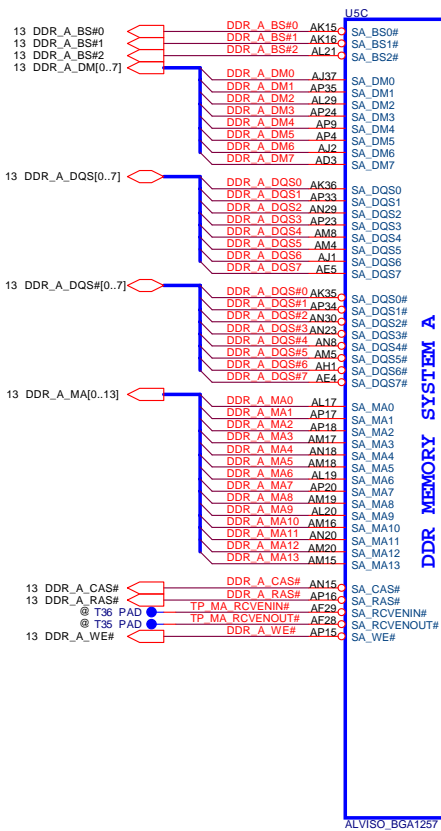 U5C
13 DDR_A_BS#0 DDR_A_BS#0 AK15 SA_BS0#
13 DDR_A_BS#1 DDR_A_BS#1 AK16 SA_BS1#
13 DDR_A_BS#2 DDR_A_BS#2 AL21 SA_BS2#
13 DDR_A_DM[0..7]
DDR_A_DM0 AJ37 SA_DM0
DDR_A_DM1 AP35 SA_DM1
DDR_A_DM2 AL29 SA_DM2
DDR_A_DM3 AP24 SA_DM3
DDR_A_DM4 AP9 SA_DM4
DDR_A_DM5 AP4 SA_DM5
DDR_A_DM6 AJ2 SA_DM6
DDR_A_DM7 AD3 SA_DM7
13 DDR_A_DQS[0..7]
DDR_A_DQS0 AK36 SA_DQS0
DDR_A_DQS1 AP33 SA_DQS1
DDR_A_DQS2 AN29 SA_DQS2
DDR_A_DQS3 AP23 SA_DQS3
DDR_A_DQS4 AM8 SA_DQS4
DDR_A_DQS5 AM4 SA_DQS5
DDR_A_DQS6 AJ1 SA_DQS6
DDR_A_DQS7 AE5 SA_DQS7
13 DDR_A_DQS#[0..7]
DDR_A_DQS#0 AK35 SA_DQS0#
DDR_A_DQS#1 AP34 SA_DQS1#
DDR_A_DQS#2 AN30 SA_DQS2#
DDR_A_DQS#3 AN23 SA_DQS3#
DDR_A_DQS#4 AN8 SA_DQS4#
DDR_A_DQS#5 AM5 SA_DQS5#
DDR_A_DQS#6 AH1 SA_DQS6#
DDR_A_DQS#7 AE4 SA_DQS7#
13 DDR_A_MA[0..13]
DDR_A_MA0 AL17 SA_MA0
DDR_A_MA1 AP17 SA_MA1
DDR_A_MA2 AP18 SA_MA2
DDR_A_MA3 AM17 SA_MA3
DDR_A_MA4 AN18 SA_MA4
DDR_A_MA5 AM18 SA_MA5
DDR_A_MA6 AL19 SA_MA6
DDR_A_MA7 AP20 SA_MA7
DDR_A_MA8 AM19 SA_MA8
DDR_A_MA9 AL20 SA_MA9
DDR_A_MA10 AM16 SA_MA10
DDR_A_MA11 AN20 SA_MA11
DDR_A_MA12 AM20 SA_MA12
DDR_A_MA13 AM15 SA_MA13
13 DDR_A_CAS# DDR_A_CAS# AN15 SA_CAS#
13 DDR_A_RAS# DDR_A_RAS# AP16 SA_RAS#
@ T36 PAD TP_MA_RCVENIN# AF29 SA_RCVENIN#
@ T35 PAD TP_MA_RCVENOUT# AF28 SA_RCVENOUT#
13 DDR_A_WE# DDR_A_WE# AP15 SA_WE#
DDR MEMORY SYSTEM A
ALVISO_BGA1257